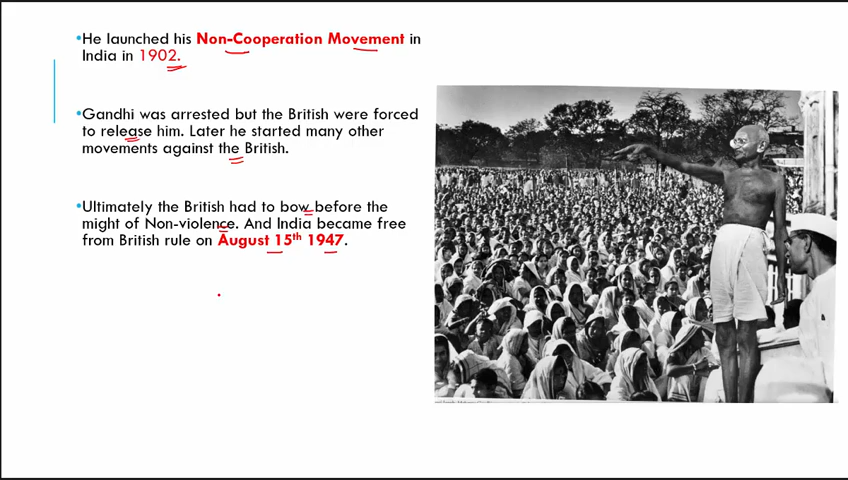 •He launched his Non-Cooperation Movement in
India in 1902.
•Gandhi was arrested but the British were forced
to release him. Later he started many other
movements against the British.
•Ultimately the British had to bow before the
might of Non-violence. And India became free
from British rule on August 15th 1947.